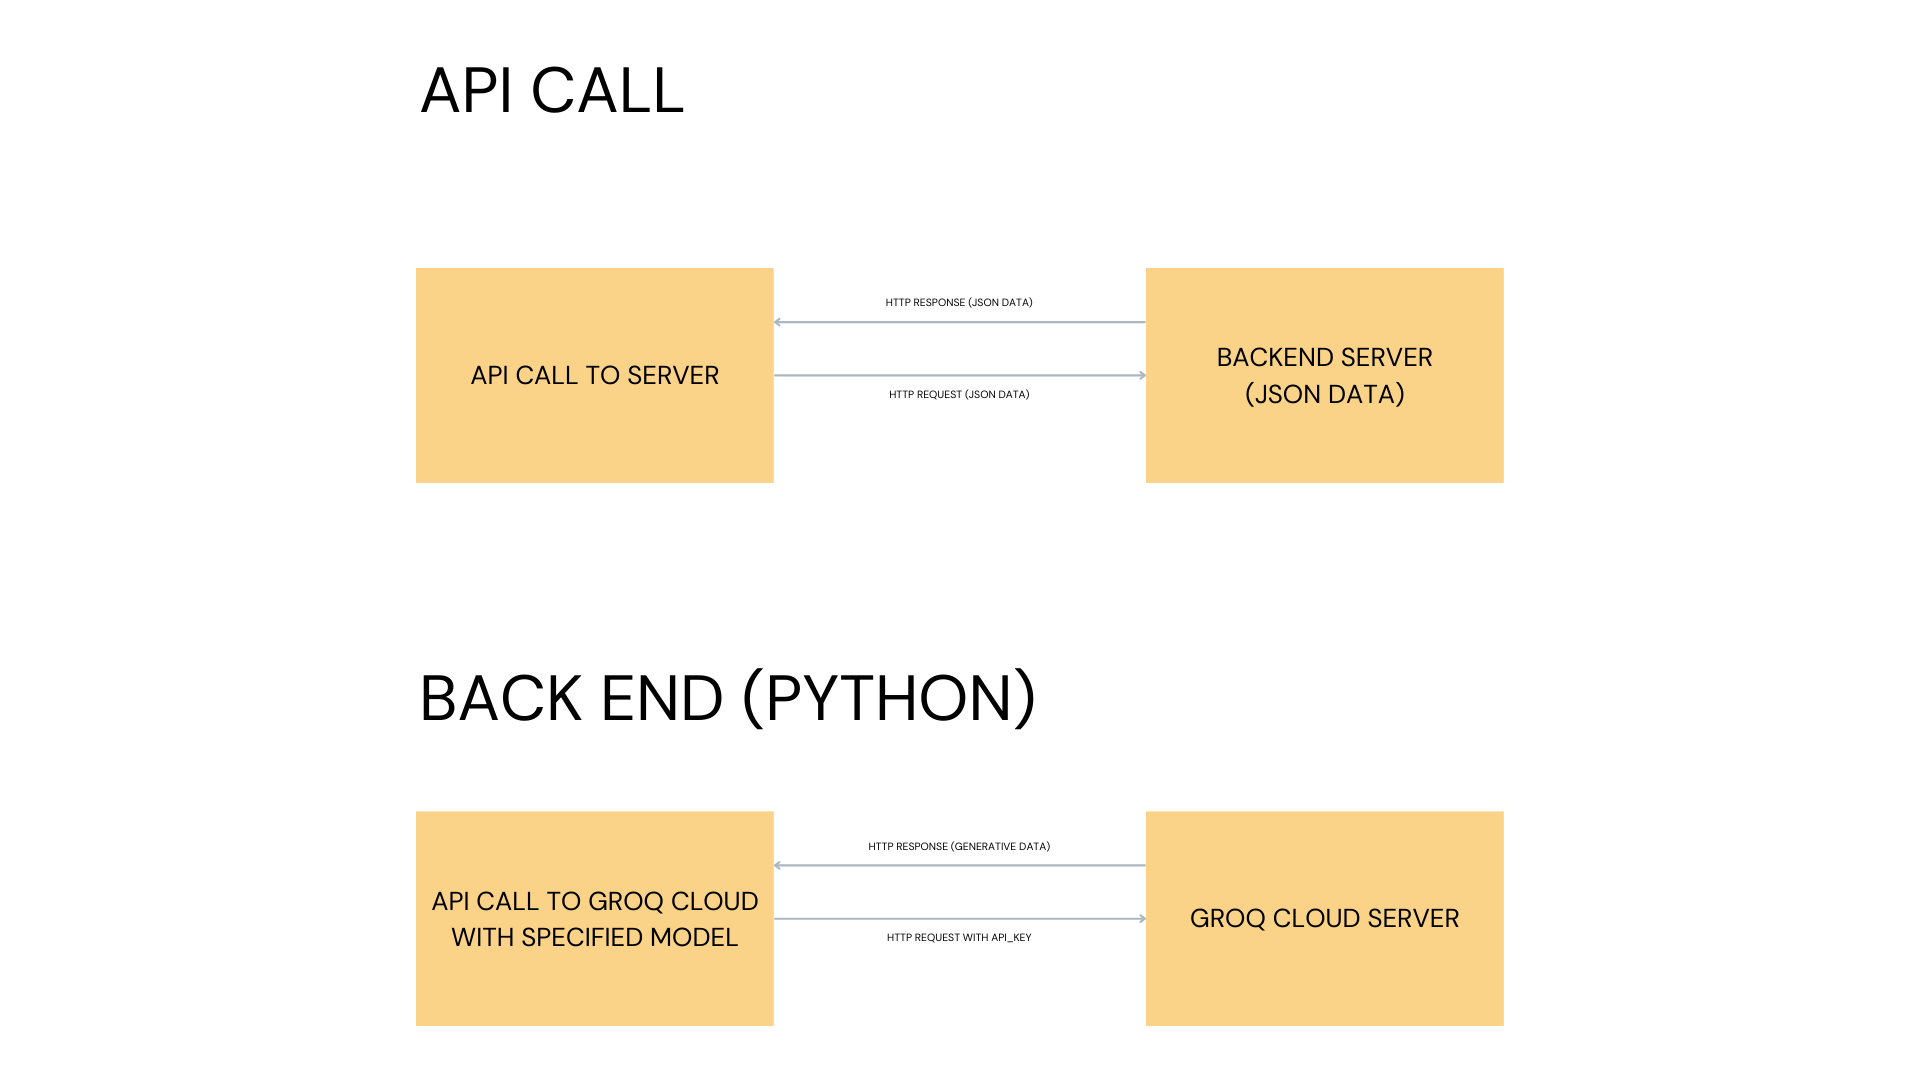 API CALL
HTTP RESPONSE (JSON DATA)
API CALL TO SERVER
HTTP REQUEST (JSON DATA)
BACKEND SERVER
(JSON DATA)
BACK END (PYTHON)
HTTP RESPONSE (GENERATIVE DATA)
API CALL TO GROQ CLOUD
WITH SPECIFIED MODEL
HTTP REQUEST WITH API_KEY
GROQ CLOUD SERVER